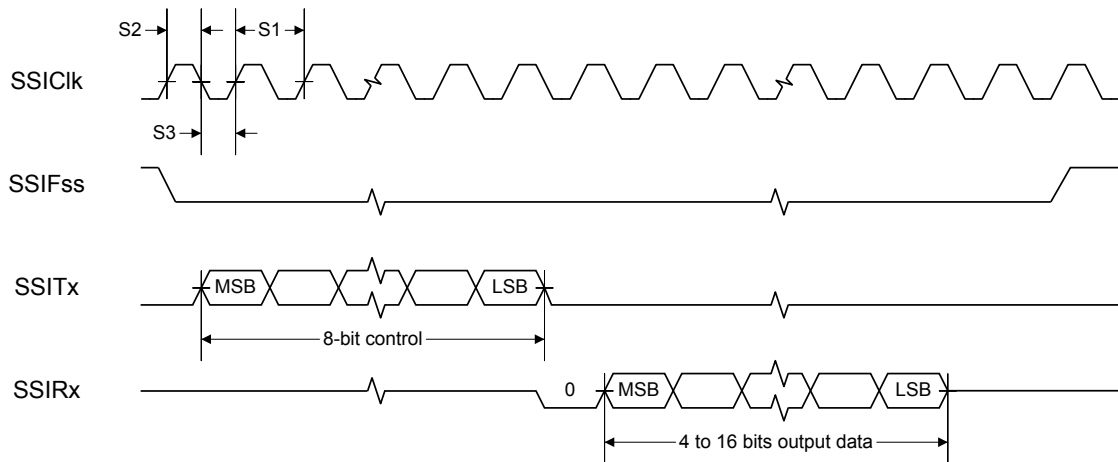 S2
S1
SSIClk
S3
SSIFss
SSITx
MSB
LSB
8-bit control
SSIRx
0
MSB
LSB
4 to 16 bits output data